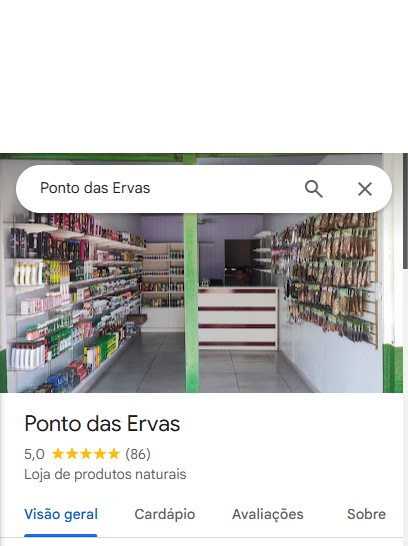 Ponto das Ervas
Ponto das Ervas
5,0 ★★★★★ (86)
Loja de produtos naturais
Visão geral Cardápio Avaliações Sobre